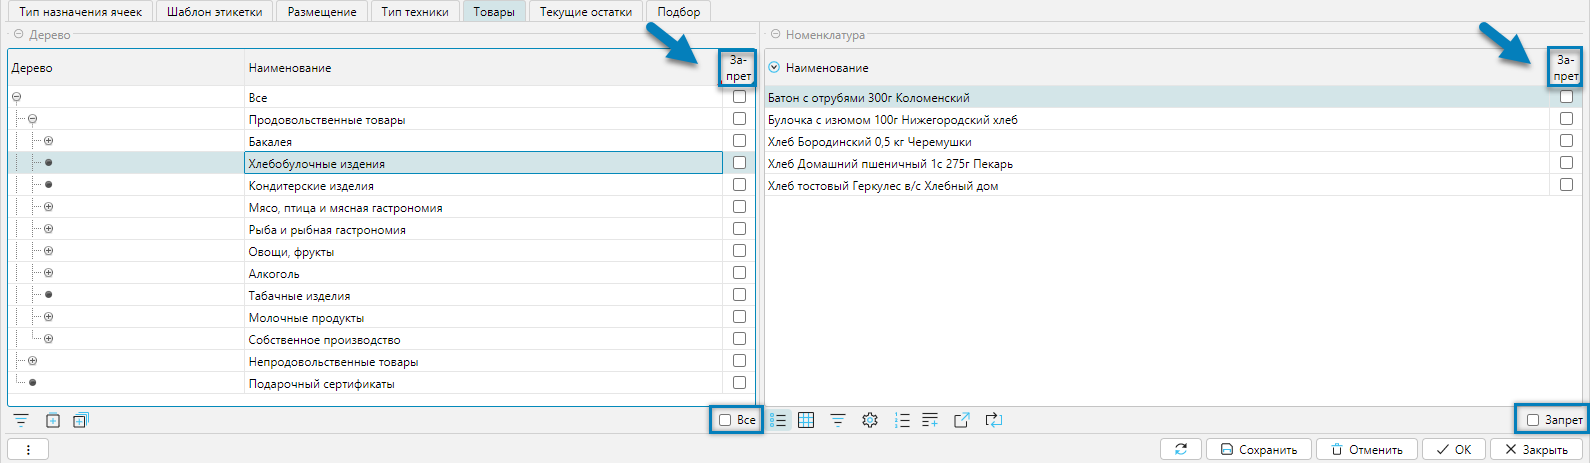 Тип назначения ячеек Шаблон этикетки Размещение Тип техники Товары Текущие остатки Подбор
Дерево
Дерево Наименование За-
прет
Все
Продовольственные товары
Бакалея
Хлебобулочные издения
Кондитерские изделия
Мясо, птица и мясная гастрономия
Рыба и рыбная гастрономия
Овощи, фрукты
Алкоголь
Табачные изделия
Молочные продукты
Собственное производство
Непродовольственные товары
Подарочный сертификаты
Все
Номенклатура
Наименование За-
прет
Батон с отрубями 300г Коломенский
Булочка с изюмом 100г Нижегородский хлеб
Хлеб Бородинский 0,5 кг Черемушки
Хлеб Домашний пшеничный 1с 275г Пекарь
Хлеб тостовый Геркулес в/с Хлебный дом
Запрет
Сохранить Отменить ОК Закрыть